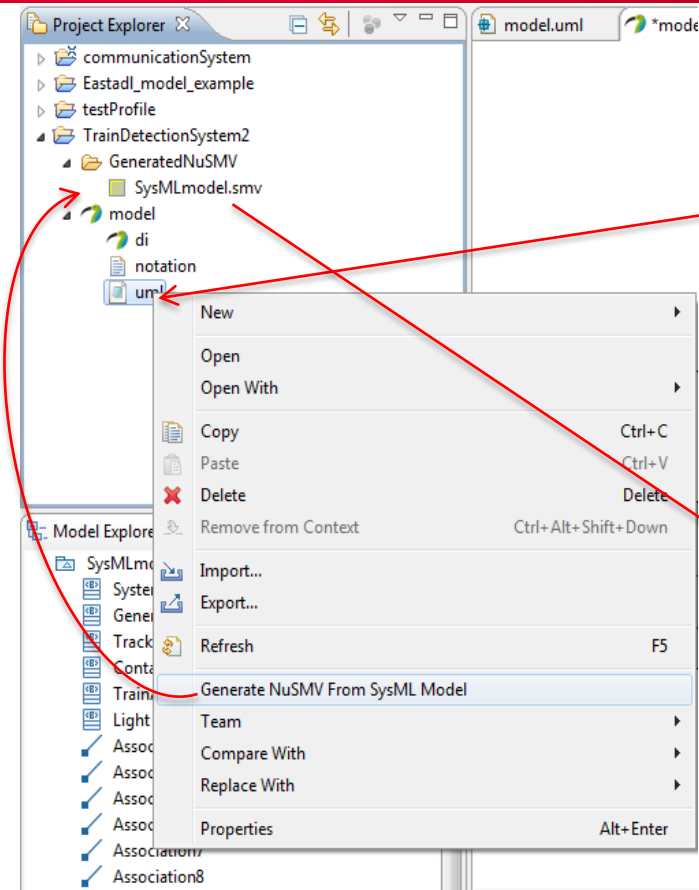 Project Explorer
model.uml
*mode
communicationSystem
Eastadl_model_example
testProfile
TrainDetectionSystem2
GeneratedNuSMV
SysMLmodel.smv
model
di
notation
uml
New
Open
Open With
Copy Ctrl+C
Paste Ctrl+V
Delete Delete
Remove from Context Ctrl+Alt+Shift+Down
Import...
Export...
Refresh F5
Generate NuSMV From SysML Model
Team
Compare With
Replace With
Properties Alt+Enter
Model Explore
SysMLmo
System
Gener
Track
Conta
Train
Light
Assoc
Assoc
Assoc
Assoc
Association7
Association8